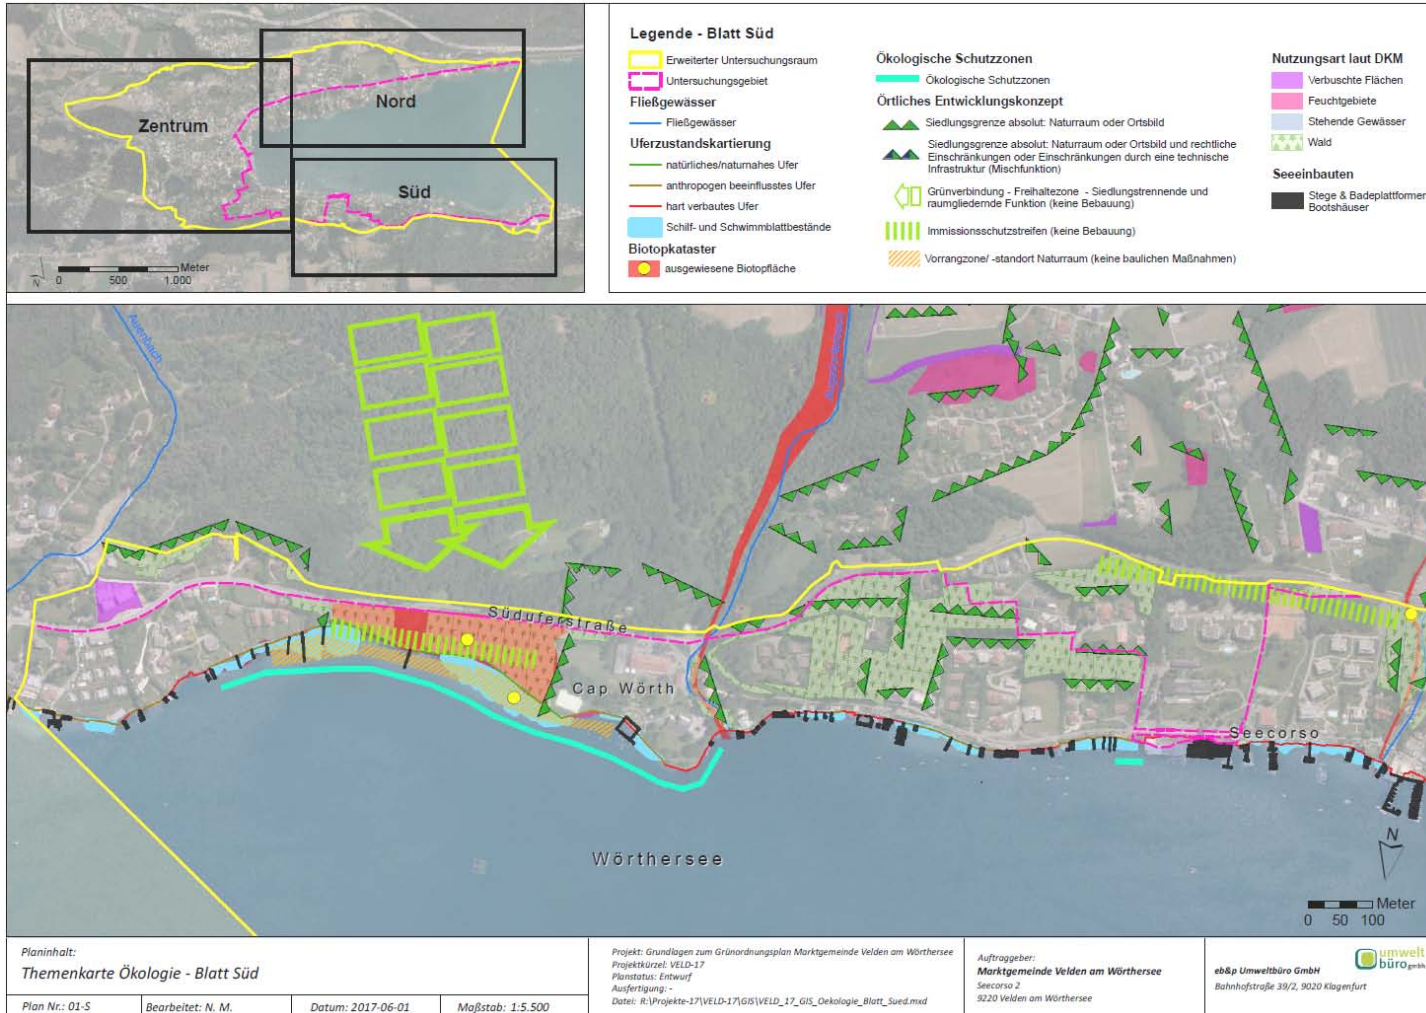 Nord
Zentrum
Süd
N
Meter
0 500 1.000
Legende - Blatt Süd
Erweiterter Untersuchungsraum
Untersuchungsgebiet
Fließgewässer
Fließgewässer
Uferzustandskartierung
natürliches/naturnahes Ufer
anthropogen beeinflusstes Ufer
hart verbautes Ufer
Schilf- und Schwimmblattbestände
Biotopkataster
ausgewiesene Biotopfläche
Ökologische Schutzzonen
Ökologische Schutzzonen
Örtliches Entwicklungskonzept
Siedlungsgrenze absolut: Naturraum oder Ortsbild
Siedlungsgrenze absolut: Naturraum oder Ortsbild und rechtliche
Einschränkungen oder Einschränkungen durch eine technische
Infrastruktur (Mischfunktion)
Grünverbindung - Freihaltezone - Siedlungstrennende und
raumgliedernde Funktion (keine Bebauung)
Immissionsschutzstreifen (keine Bebauung)
Vorrangzone/ -standort Naturraum (keine baulichen Maßnahmen)
Nutzungsart laut DKM
Verbuschte Flächen
Feuchtgebiete
Stehende Gewässer
Wald
Seeeinbauten
Stege & Badeplattformen
Bootshäuser
Auenbach
Süduferstraße
Cap Wörth
Seecorso
Wörthersee
N
Meter
0 50 100
Planinhalt:
Themenkarte Ökologie - Blatt Süd
Plan Nr.: 01-S
Bearbeitet: N. M.
Datum: 2017-06-01
Maßstab: 1:5.500
Projekt: Grundlagen zum Grünordnungsplan Marktgemeinde Velden am Wörthersee
Projektkürzel: VELD-17
Planstatus: Entwurf
Ausfertigung: -
Datei: R:\Projekte-17\VELD-17\GIS\VELD_17_GIS_Oekologie_Blatt_Sued.mxd
Auftraggeber:
Marktgemeinde Velden am Wörthersee
Seecorso 2
9220 Velden am Wörthersee
eb&p Umweltbüro GmbH
Bahnhofstraße 39/2, 9020 Klagenfurt
umwelt
büro gmbh